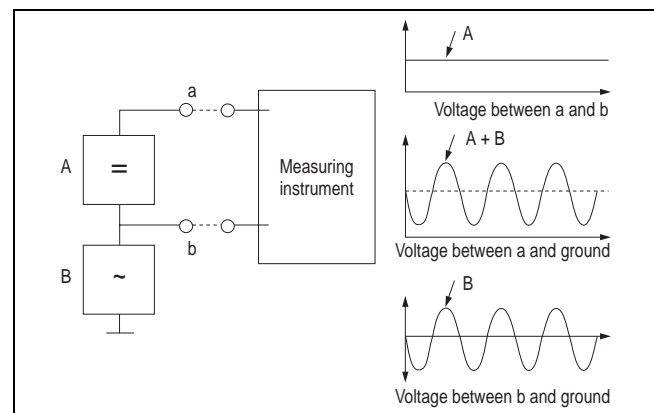 a
A
=
Measuring
instrument
b
B
~
A
Voltage between a and b
A + B
Voltage between a and ground
B
Voltage between b and ground